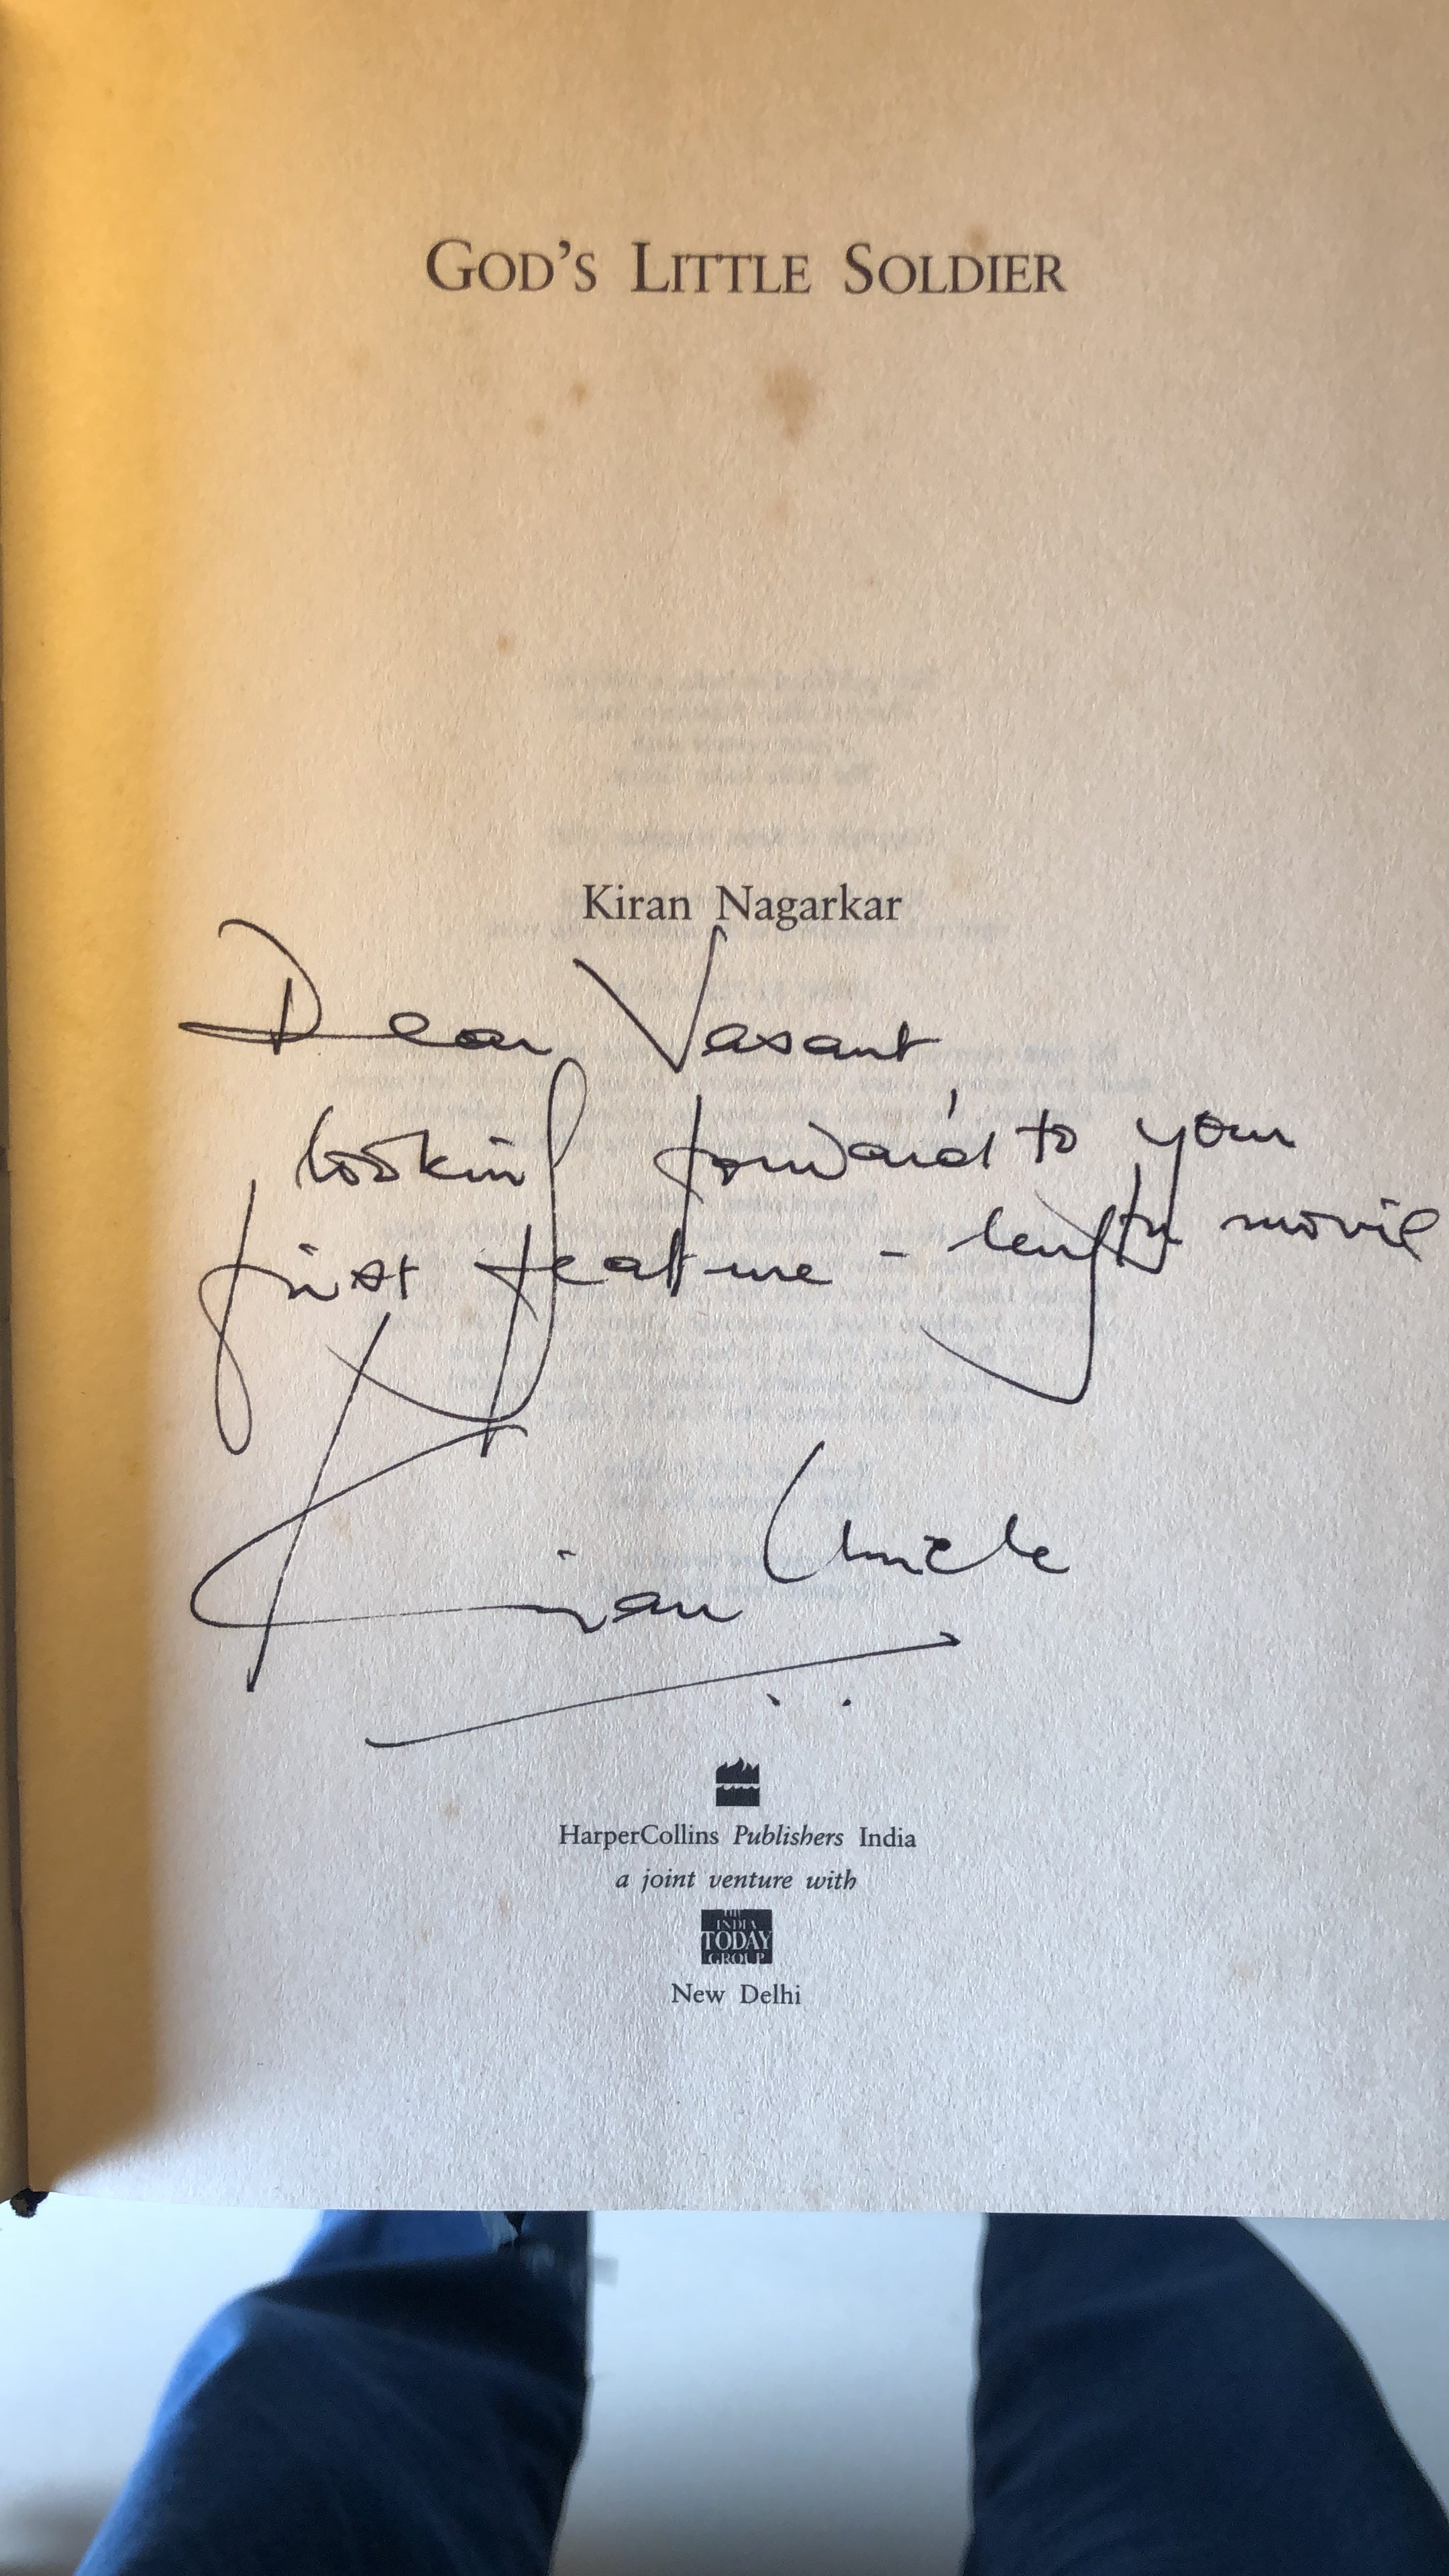 GOD'S LITTLE SOLDIER
Kiran Nagarkar
Dear Vasant,
looking forward to your
first feature - length movie
Kiran Uncle
HarperCollins Publishers India
a joint venture with
THE
INDIA
TODAY
GROUP
New Delhi